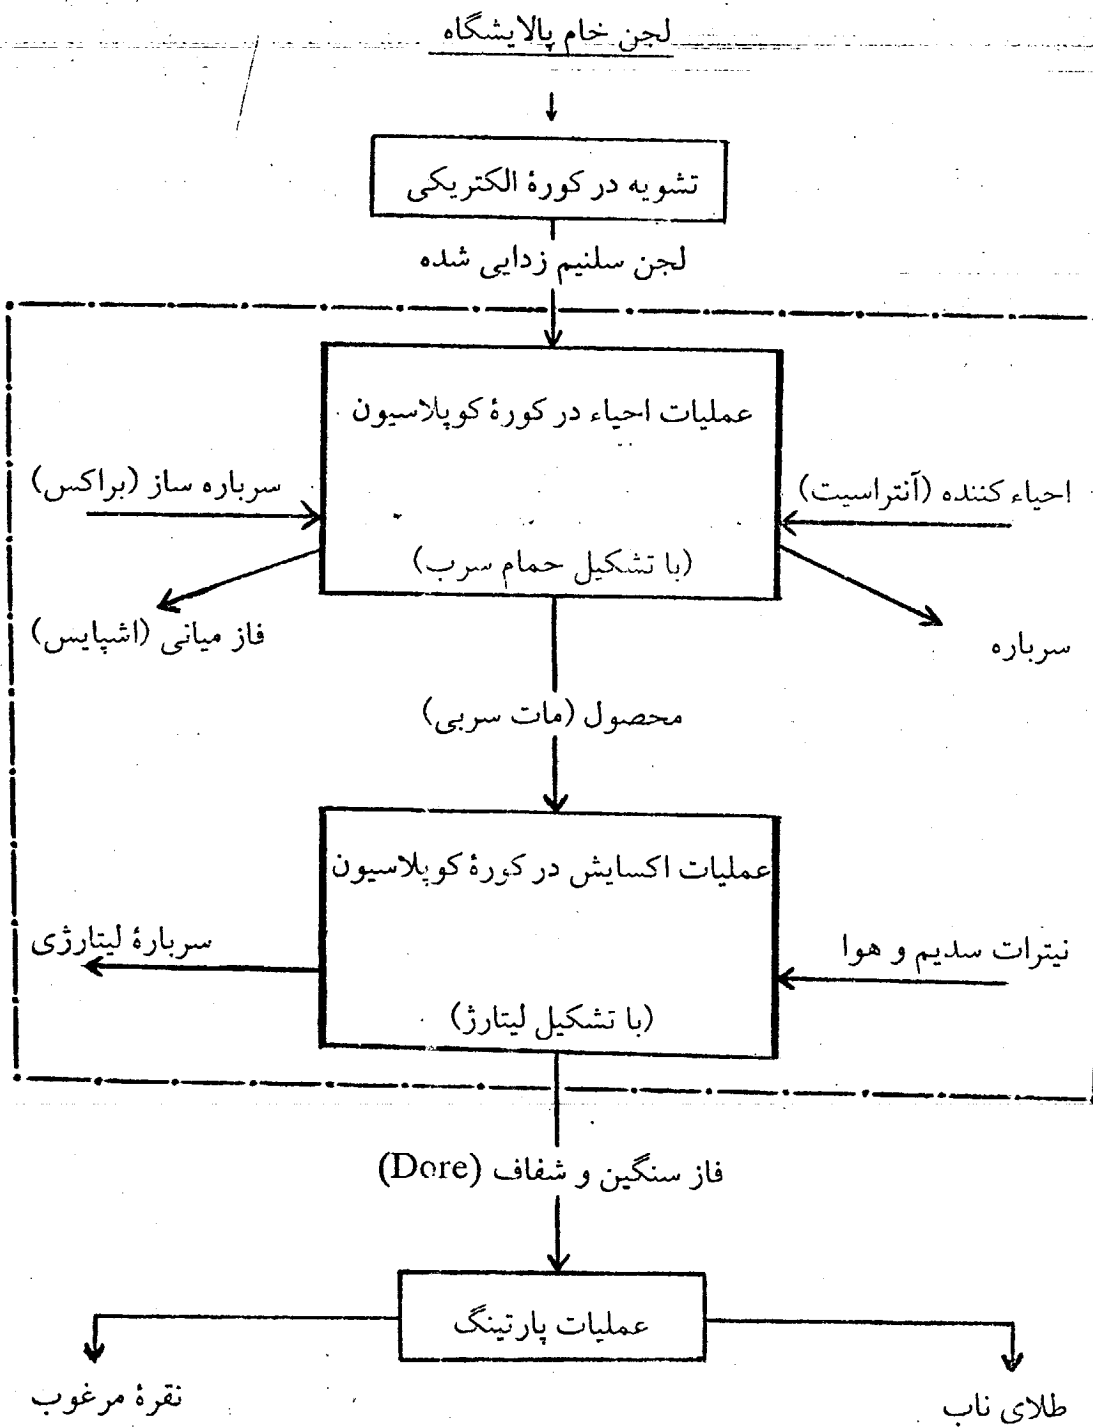 لجن خام پالایشگاه
تشویه در کورهٔ الکتریکی
لجن سلنیم زدایی شده
عملیات احیاء در کورهٔ کوپلاسیون
احیاء کننده (آنتراسیت)
سرباره ساز (براکس)
(با تشکیل حمام سرب)
سرباره
فاز میانی (اشپایس)
محصول (مات سربی)
عملیات اکسایش در کورهٔ کوپلاسیون
نیترات سدیم و هوا
سربارهٔ لیتارژی
(با تشکیل لیتارژ)
فاز سنگین و شفاف (Dore)
عملیات پارتینگ
طلای ناب
نقرهٔ مرغوب